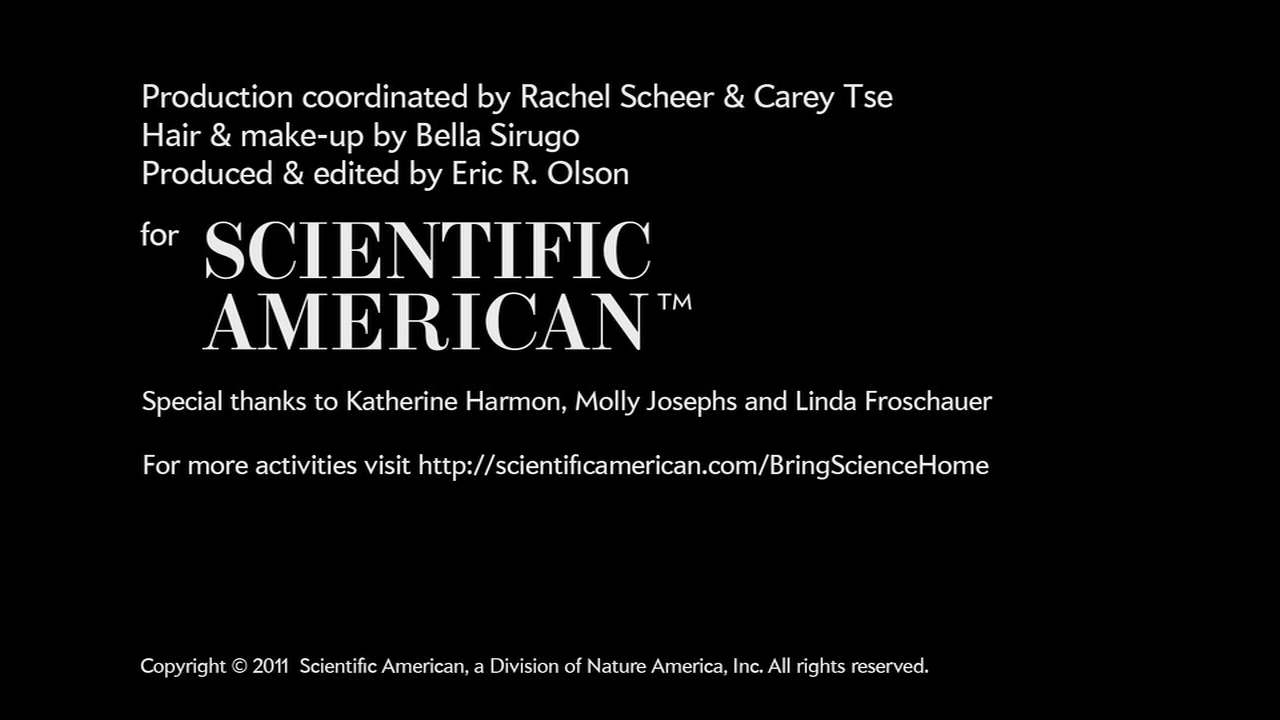 Production coordinated by Rachel Scheer & Carey Tse
Hair & make-up by Bella Sirugo
Produced & edited by Eric R. Olson
for SCIENTIFIC
AMERICAN™
Special thanks to Katherine Harmon, Molly Josephs and Linda Froschauer
For more activities visit http://scientificamerican.com/BringScienceHome
Copyright © 2011 Scientific American, a Division of Nature America, Inc. All rights reserved.